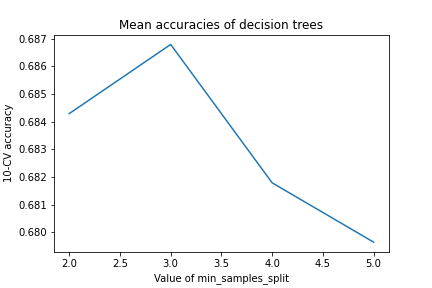 Mean accuracies of decision trees
0.687
0.686
0.685
0.684
0.683
0.682
0.681
0.680
10-CV accuracy
2.0 2.5 3.0 3.5 4.0 4.5 5.0
Value of min_samples_split